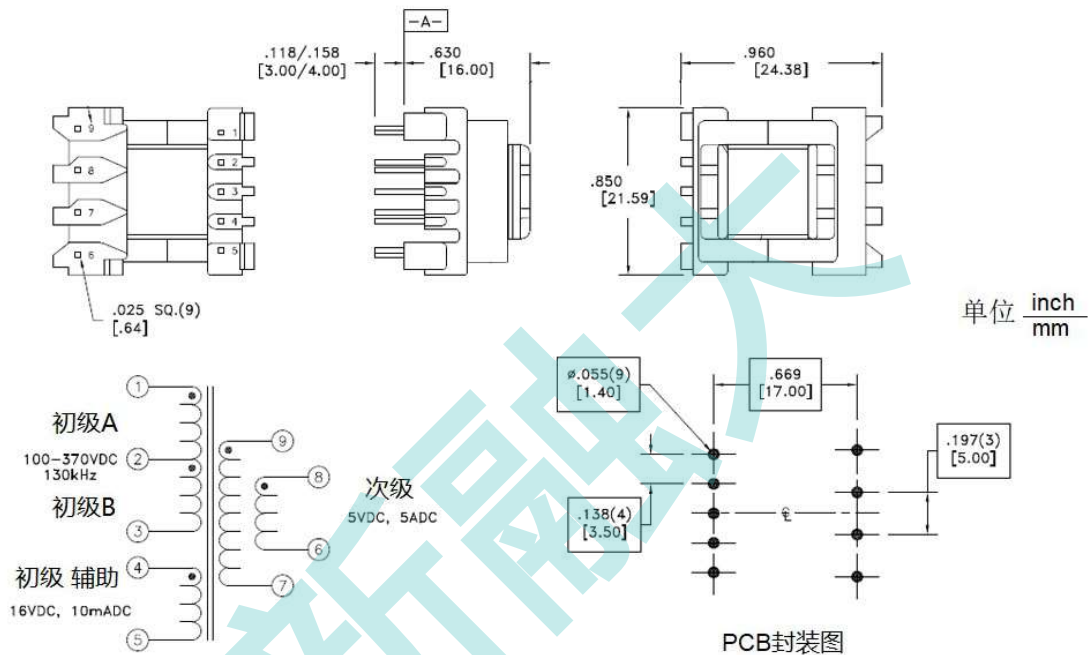 -A-
.118/.158
[3.00/4.00]
.630
[16.00]
.960
[24.38]
9
8
7
6
1
2
3
4
5
.850
[21.59]
.025 SQ.(9)
[.64]
单位 inch
mm
1
初级A
2
100-370VDC
130kHz
初级B
3
初级 辅助
4
16VDC, 10mADC
5
9
8
次级
5VDC, 5ADC
6
7
ø.055(9)
[1.40]
.669
[17.00]
.197(3)
[5.00]
.138(4)
[3.50]
℄
PCB封装图
新融大